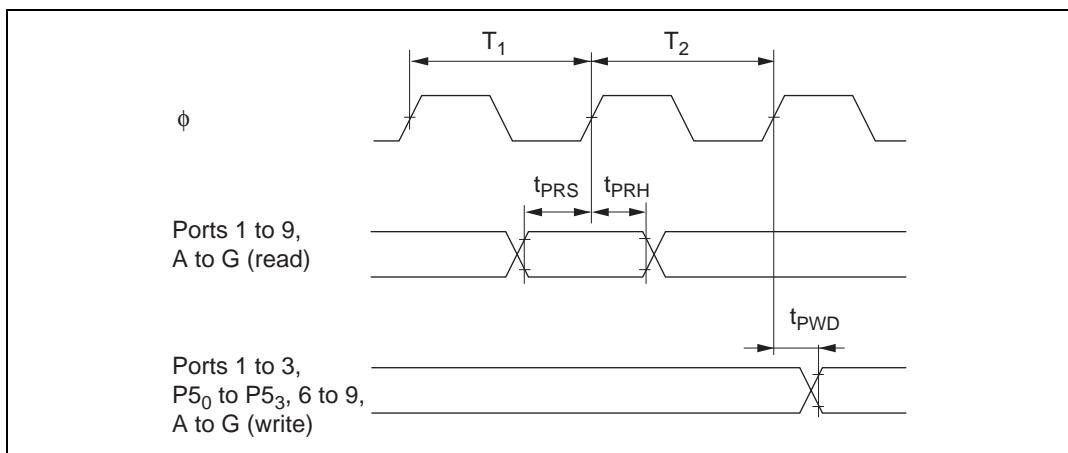 T₁ T₂
φ
tPRS tPRH
Ports 1 to 9,
A to G (read)
tPWD
Ports 1 to 3,
P5₀ to P5₃, 6 to 9,
A to G (write)